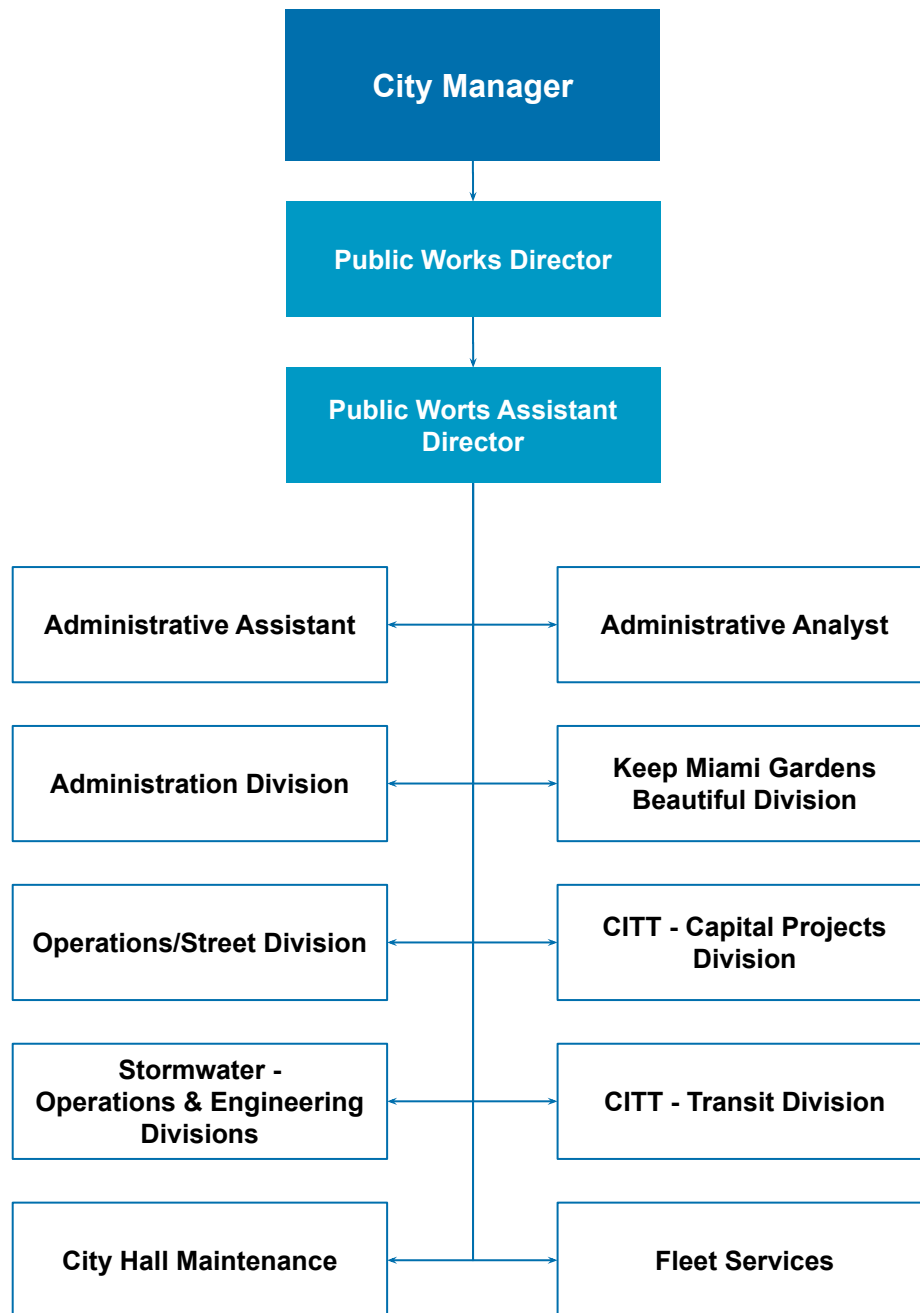 City Manager
Public Works Director
Public Worts Assistant
Director
Administrative Assistant
Administrative Analyst
Administration Division
Keep Miami Gardens
Beautiful Division
Operations/Street Division
CITT - Capital Projects
Division
Stormwater -
Operations & Engineering
Divisions
CITT - Transit Division
City Hall Maintenance
Fleet Services